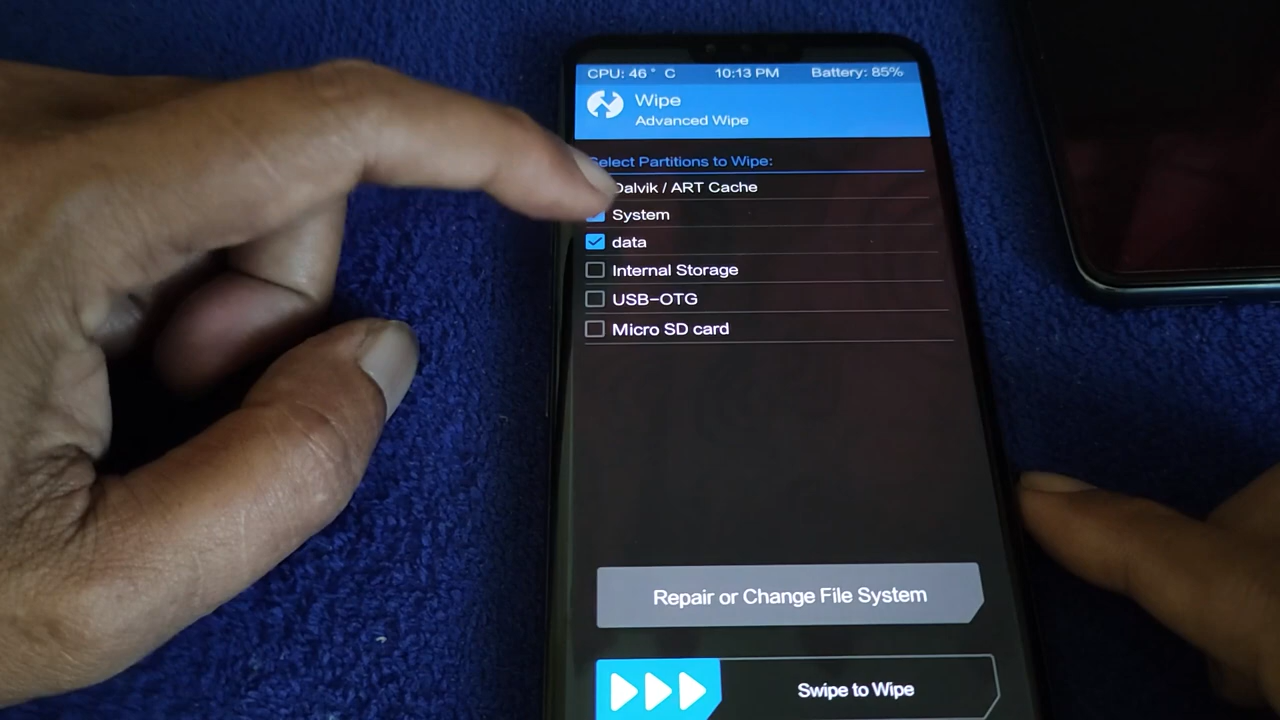 CPU: 46 ° C 10:13 PM Battery: 85%
Wipe
Advanced Wipe
Select Partitions to Wipe:
Dalvik / ART Cache
System
data
Internal Storage
USB-OTG
Micro SD card
Repair or Change File System
Swipe to Wipe